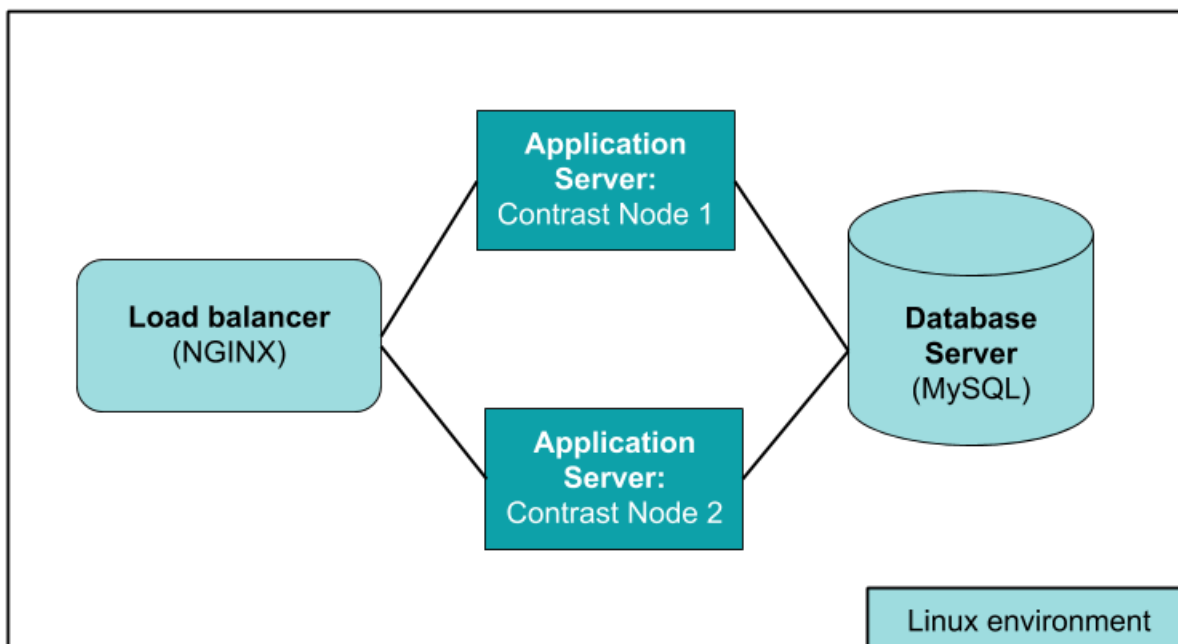 Application
Server:
Contrast Node 1
Load balancer
(NGINX)
Database
Server
(MySQL)
Application
Server:
Contrast Node 2
Linux environment